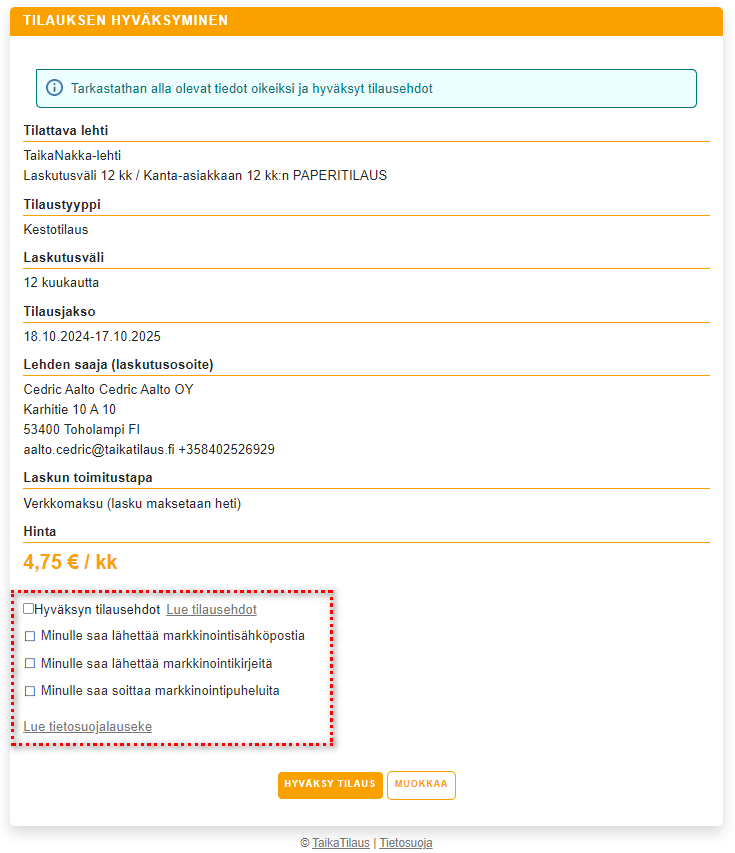 TILAUKSEN HYVÄKSYMINEN
Tarkastathan alla olevat tiedot oikeiksi ja hyväksyt tilausehdot
Tilattava lehti
TaikaNakka-lehti
Laskutusväli 12 kk / Kanta-asiakkaan 12 kk:n PAPERITILAUS
Tilaustyyppi
Kestotilaus
Laskutusväli
12 kuukautta
Tilausjakso
18.10.2024-17.10.2025
Lehden saaja (laskutusosoite)
Cedric Aalto Cedric Aalto OY
Karhitie 10 A 10
53400 Toholampi FI
aalto.cedric@taikatilaus.fi +358402526929
Laskun toimitustapa
Verkkomaksu (lasku maksetaan heti)
Hinta
4,75 € / kk
Hyväksyn tilausehdot Lue tilausehdot
Minulle saa lähettää markkinointisähköpostia
Minulle saa lähettää markkinointikirjeitä
Minulle saa soittaa markkinointipuheluita
Lue tietosuojalauseke
HYVÄKSY TILAUS MUOKKAA
© TaikaTilaus | Tietosuoja